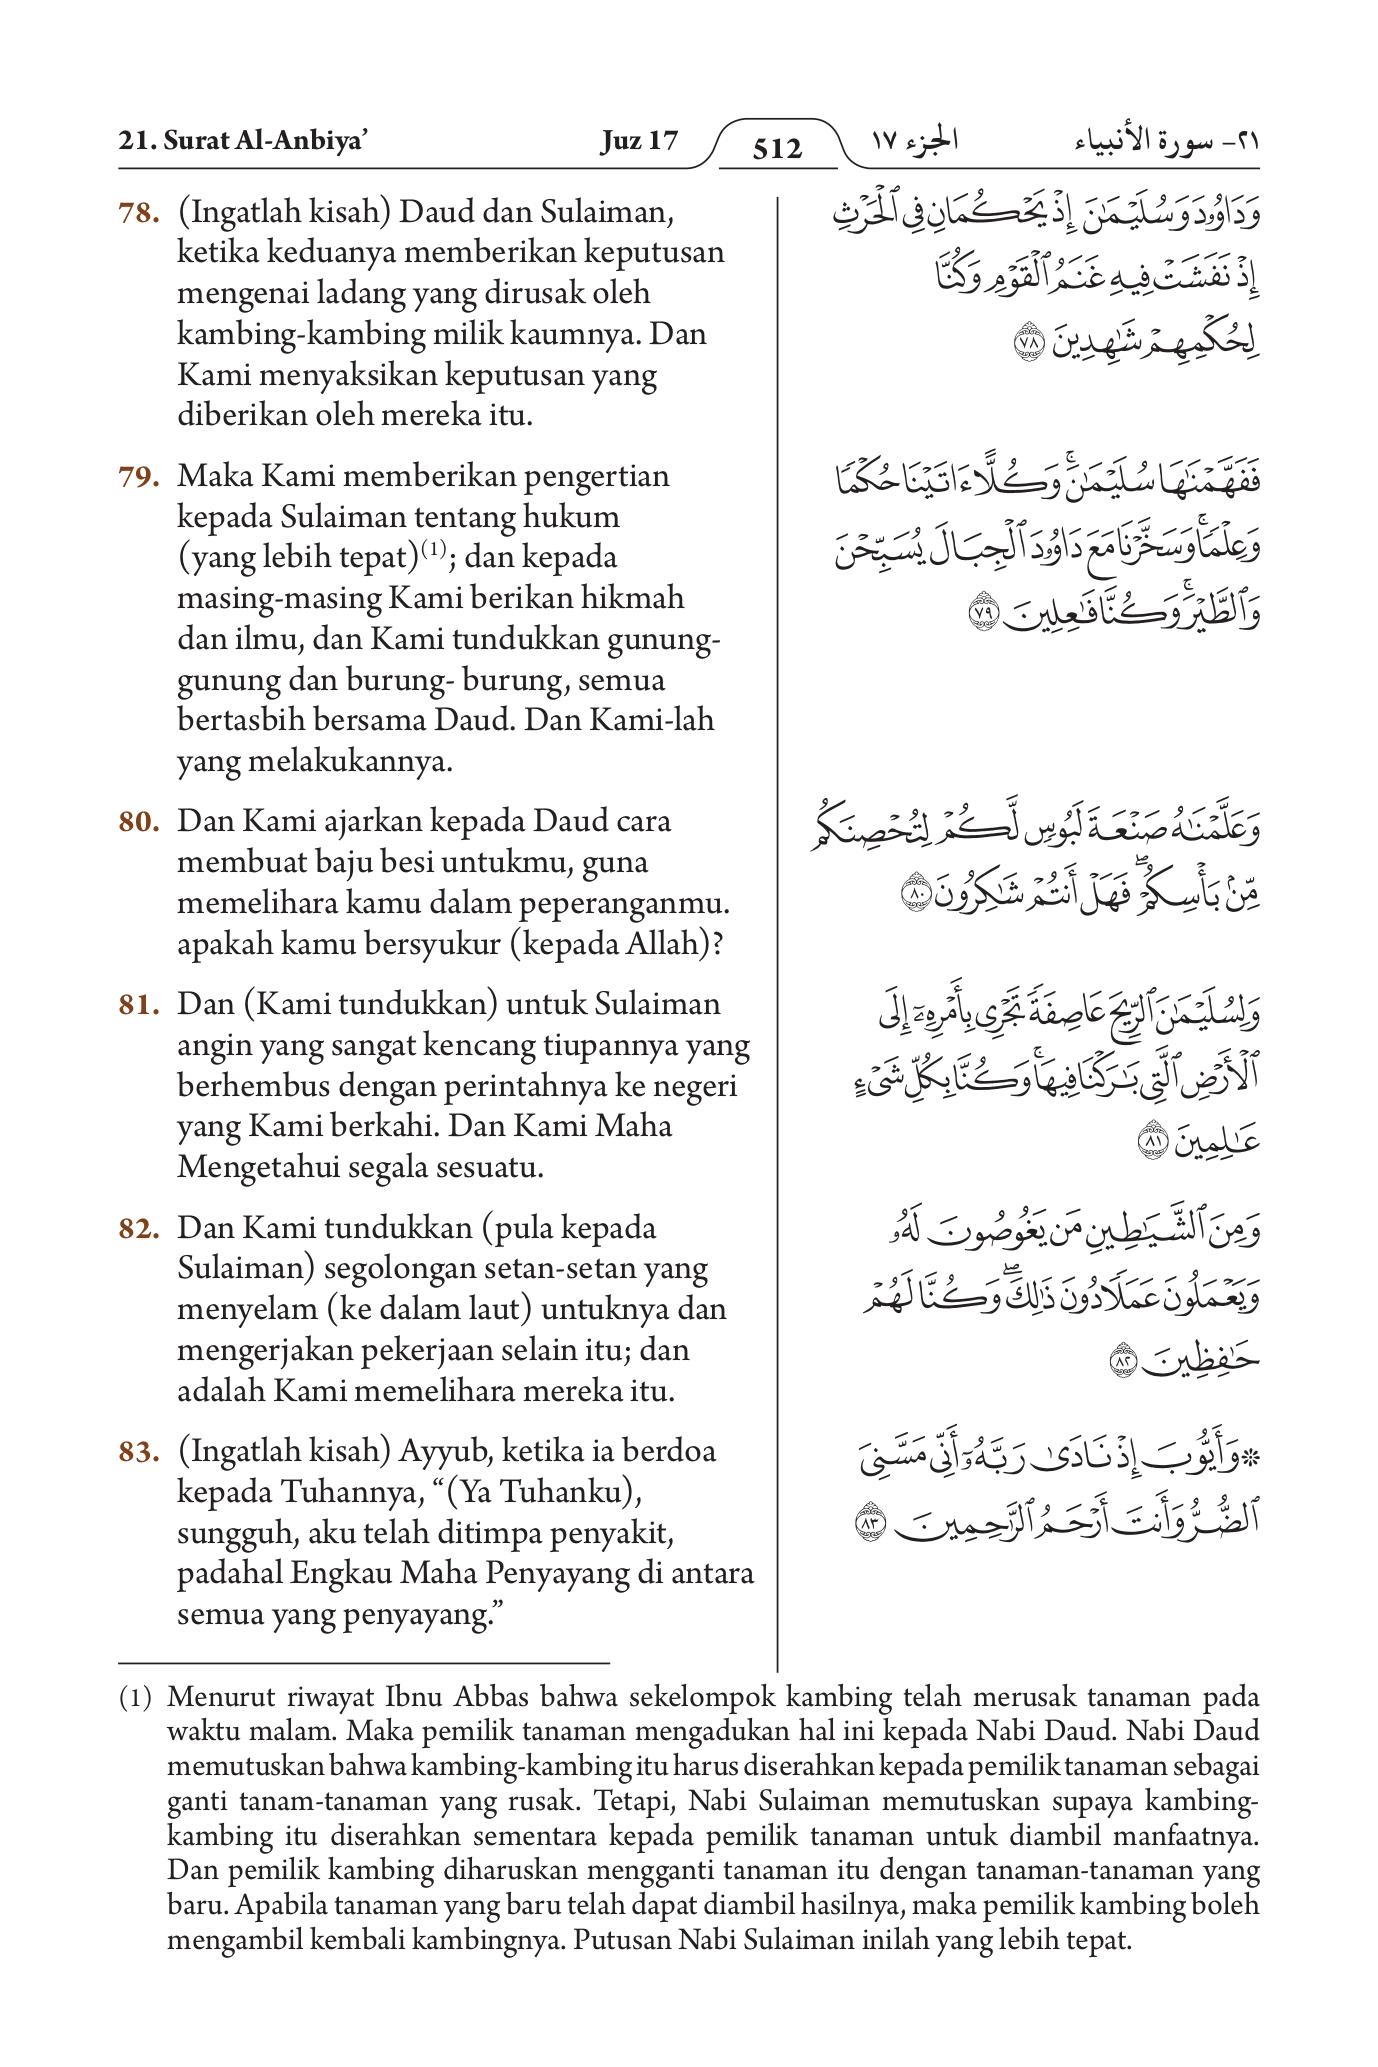 21. Surat Al-Anbiya’ Juz 17 512 الجزء ١٧ ٢١- سورة الأنبياء
78. (Ingatlah kisah) Daud dan Sulaiman,
ketika keduanya memberikan keputusan
mengenai ladang yang dirusak oleh
kambing-kambing milik kaumnya. Dan
Kami menyaksikan keputusan yang
diberikan oleh mereka itu.
79. Maka Kami memberikan pengertian
kepada Sulaiman tentang hukum
(yang lebih tepat)(1); dan kepada
masing-masing Kami berikan hikmah
dan ilmu, dan Kami tundukkan gunung-
gunung dan burung- burung, semua
bertasbih bersama Daud. Dan Kami-lah
yang melakukannya.
80. Dan Kami ajarkan kepada Daud cara
membuat baju besi untukmu, guna
memelihara kamu dalam peperanganmu.
apakah kamu bersyukur (kepada Allah)?
81. Dan (Kami tundukkan) untuk Sulaiman
angin yang sangat kencang tiupannya yang
berhembus dengan perintahnya ke negeri
yang Kami berkahi. Dan Kami Maha
Mengetahui segala sesuatu.
82. Dan Kami tundukkan (pula kepada
Sulaiman) segolongan setan-setan yang
menyelam (ke dalam laut) untuknya dan
mengerjakan pekerjaan selain itu; dan
adalah Kami memelihara mereka itu.
83. (Ingatlah kisah) Ayyub, ketika ia berdoa
kepada Tuhannya, “(Ya Tuhanku),
sungguh, aku telah ditimpa penyakit,
padahal Engkau Maha Penyayang di antara
semua yang penyayang.”
وَدَاوُۥدَ وَسُلَيْمَٰنَ إِذْ يَحْكُمَانِ فِى ٱلْحَرْثِ
إِذْ نَفَشَتْ فِيهِ غَنَمُ ٱلْقَوْمِ وَكُنَّا
لِحُكْمِهِمْ شَٰهِدِينَ ٧٨
فَفَهَّمْنَٰهَا سُلَيْمَٰنَۚ وَكُلًّا ءَاتَيْنَا حُكْمًا
وَعِلْمًاۚ وَسَخَّرْنَا مَعَ دَاوُۥدَ ٱلْجِبَالَ يُسَبِّحْنَ
وَٱلطَّيْرَۚ وَكُنَّا فَٰعِلِينَ ٧٩
وَعَلَّمْنَٰهُ صَنْعَةَ لَبُوسٍ لَّكُمْ لِتُحْصِنَكُم
مِّنۢ بَأْسِكُمْۖ فَهَلْ أَنتُمْ شَٰكِرُونَ ٨٠
وَلِسُلَيْمَٰنَ ٱلرِّيحَ عَاصِفَةً تَجْرِى بِأَمْرِهِۦٓ إِلَى
ٱلْأَرْضِ ٱلَّتِى بَٰرَكْنَا فِيهَاۚ وَكُنَّا بِكُلِّ شَىْءٍ
عَٰلِمِينَ ٨١
وَمِنَ ٱلشَّيَٰطِينِ مَن يَغُوصُونَ لَهُۥ
وَيَعْمَلُونَ عَمَلًا دُونَ ذَٰلِكَۖ وَكُنَّا لَهُمْ
حَٰفِظِينَ ٨٢
۞ وَأَيُّوبَ إِذْ نَادَىٰ رَبَّهُۥٓ أَنِّى مَسَّنِىَ
ٱلضُّرُّ وَأَنتَ أَرْحَمُ ٱلرَّٰحِمِينَ ٨٣
(1) Menurut riwayat Ibnu Abbas bahwa sekelompok kambing telah merusak tanaman pada
waktu malam. Maka pemilik tanaman mengadukan hal ini kepada Nabi Daud. Nabi Daud
memutuskan bahwa kambing-kambing itu harus diserahkan kepada pemilik tanaman sebagai
ganti tanam-tanaman yang rusak. Tetapi, Nabi Sulaiman memutuskan supaya kambing-
kambing itu diserahkan sementara kepada pemilik tanaman untuk diambil manfaatnya.
Dan pemilik kambing diharuskan mengganti tanaman itu dengan tanaman-tanaman yang
baru. Apabila tanaman yang baru telah dapat diambil hasilnya, maka pemilik kambing boleh
mengambil kembali kambingnya. Putusan Nabi Sulaiman inilah yang lebih tepat.